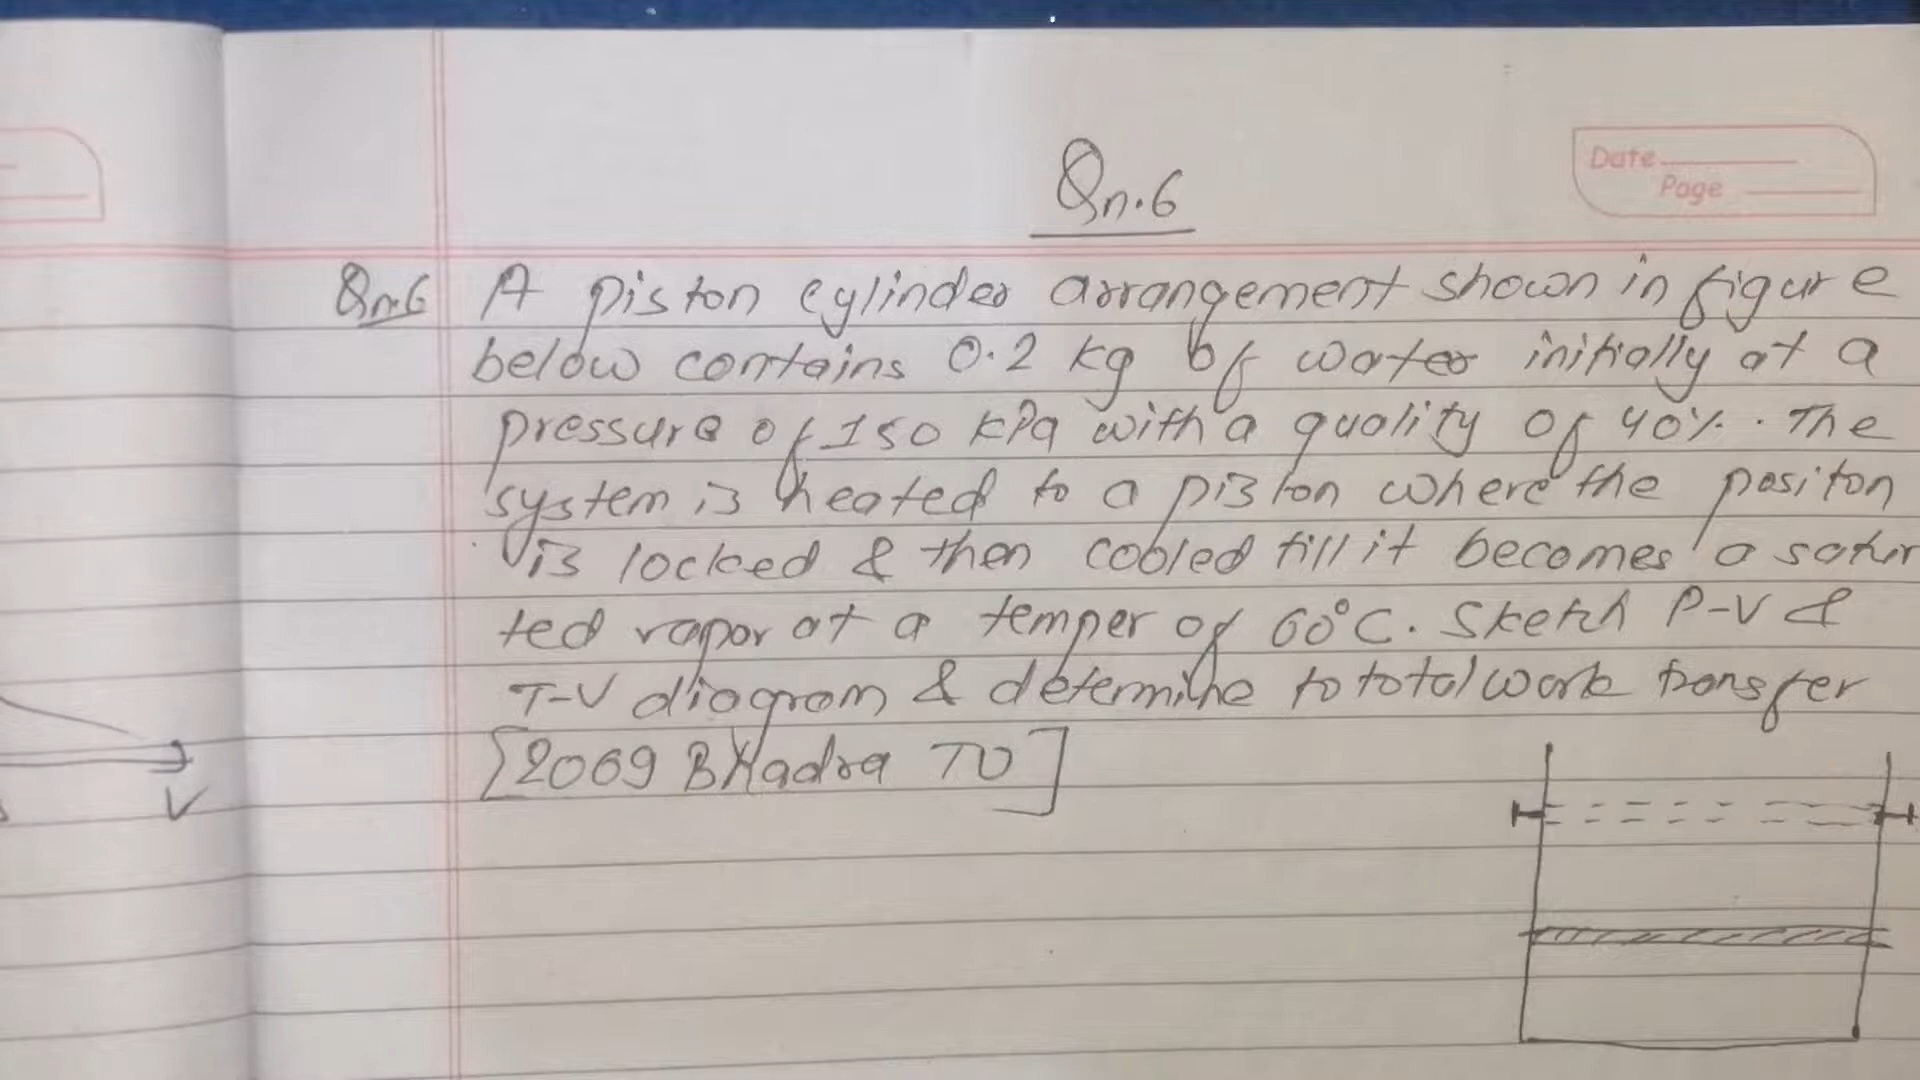 Date
Page
Qn.6
Qn.6 A piston cylinder arrangement shown in figure
below contains 0.2 kg of water initially at a
pressure of 150 kPa with a quality of 40%. The
system is heated to a piston where the positon
is locked & then cooled till it becomes a satur
ted vapor at a temper of 60°C. Sketch P-V &
T-V diagram & determine to total work transfer
[2069 BHadra TU]
V